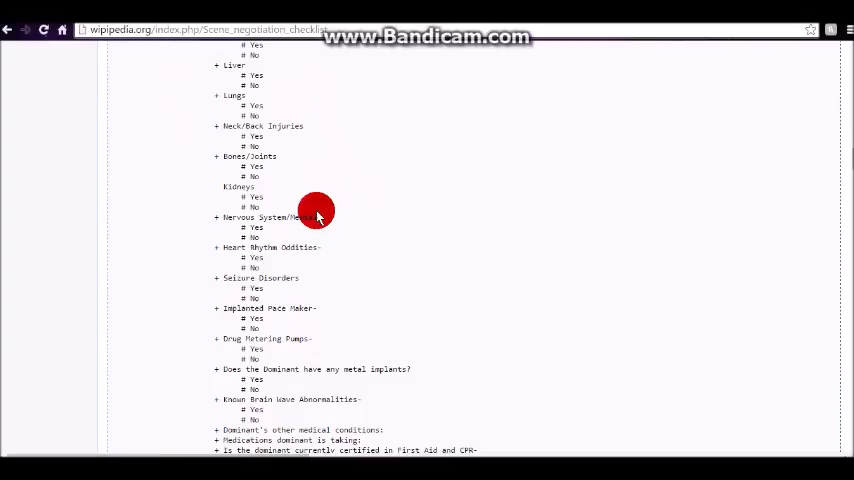 wipipedia.org/index.php/Scene_negotiation_checklist
www.Bandicam.com
# Yes
# No
+ Liver
# Yes
# No
+ Lungs
# Yes
# No
+ Neck/Back Injuries
# Yes
# No
+ Bones/Joints
# Yes
# No
Kidneys
# Yes
# No
+ Nervous System/
# Yes
# No
+ Heart Rhythm Oddities-
# Yes
# No
+ Seizure Disorders
# Yes
# No
+ Implanted Pace Maker-
# Yes
# No
+ Drug Metering Pumps-
# Yes
# No
+ Does the Dominant have any metal implants?
# Yes
# No
+ Known Brain Wave Abnormalities-
# Yes
# No
+ Dominant's other medical conditions:
+ Medications dominant is taking:
+ Is the dominant currently certified in First Aid and CPR-